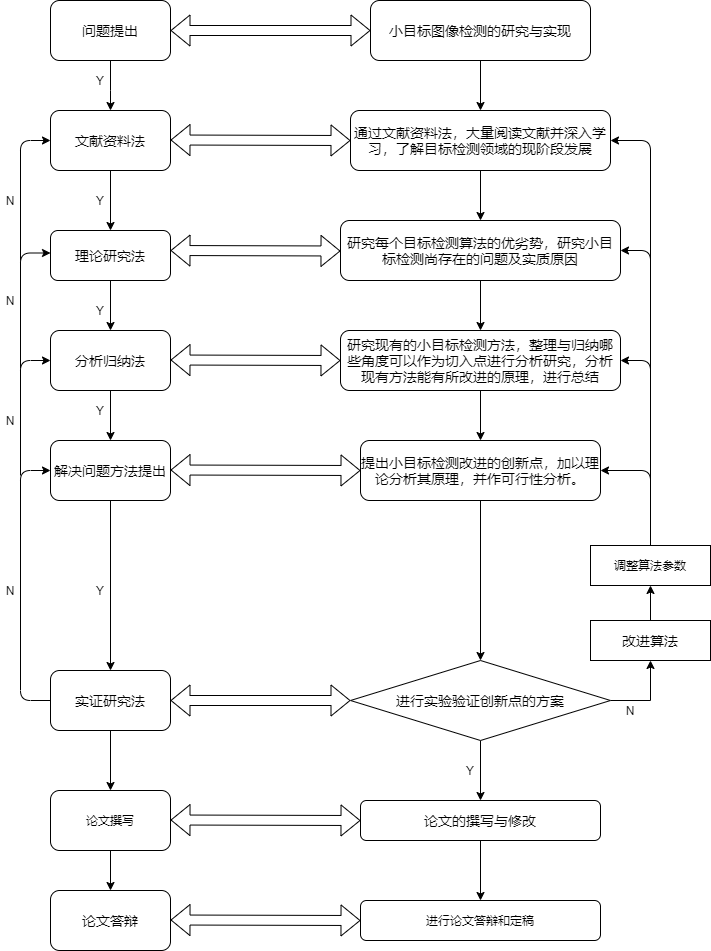 问题提出
小目标图像检测的研究与实现
Y
文献资料法
通过文献资料法，大量阅读文献并深入学
习，了解目标检测领域的现阶段发展
N
Y
理论研究法
研究每个目标检测算法的优劣势，研究小目
标检测尚存在的问题及实质原因
N
Y
分析归纳法
研究现有的小目标检测方法，整理与归纳哪
些角度可以作为切入点进行分析研究，分析
现有方法能有所改进的原理，进行总结
N
Y
解决问题方法提出
提出小目标检测改进的创新点，加以理
论分析其原理，并作可行性分析。
调整算法参数
N
Y
改进算法
实证研究法
进行实验验证创新点的方案
N
Y
论文撰写
论文的撰写与修改
论文答辩
进行论文答辩和定稿